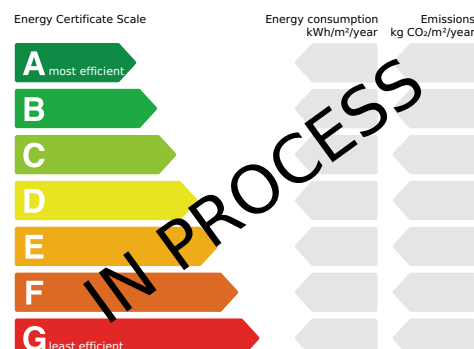 Energy Certificate Scale
Energy consumption
kWh/m²/year
Emissions
kg CO₂/m²/year
A most efficient
B
C
D
E
F
G least efficient
IN PROCESS